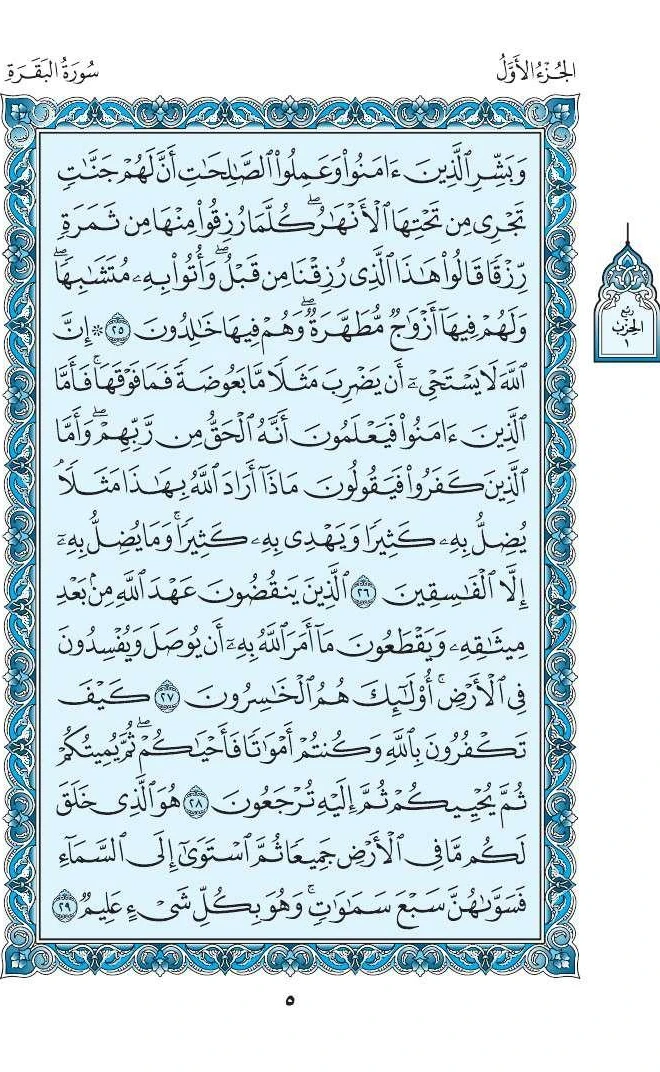 الجُزْءُ الأَوَّلُ
سُورَةُ البَقَرَةِ
وَبَشِّرِ ٱلَّذِينَ ءَامَنُواْ وَعَمِلُواْ ٱلصَّٰلِحَٰتِ أَنَّ لَهُمْ جَنَّٰتٖ
تَجْرِي مِن تَحْتِهَا ٱلْأَنْهَٰرُۖ كُلَّمَا رُزِقُواْ مِنْهَا مِن ثَمَرَةٖ
رِّزْقٗا قَالُواْ هَٰذَا ٱلَّذِي رُزِقْنَا مِن قَبْلُۖ وَأُتُواْ بِهِۦ مُتَشَٰبِهٗاۖ
وَلَهُمْ فِيهَآ أَزْوَٰجٞ مُّطَهَّرَةٞۖ وَهُمْ فِيهَا خَٰلِدُونَ ٢٥ ۞ إِنَّ
ٱللَّهَ لَا يَسْتَحْيِۦٓ أَن يَضْرِبَ مَثَلٗا مَّا بَعُوضَةٗ فَمَا فَوْقَهَاۚ فَأَمَّا
ٱلَّذِينَ ءَامَنُواْ فَيَعْلَمُونَ أَنَّهُ ٱلْحَقُّ مِن رَّبِّهِمْۖ وَأَمَّا
ٱلَّذِينَ كَفَرُواْ فَيَقُولُونَ مَاذَآ أَرَادَ ٱللَّهُ بِهَٰذَا مَثَلٗاۘ
يُضِلُّ بِهِۦ كَثِيرٗا وَيَهْدِي بِهِۦ كَثِيرٗاۚ وَمَا يُضِلُّ بِهِۦٓ
إِلَّا ٱلْفَٰسِقِينَ ٢٦ ٱلَّذِينَ يَنقُضُونَ عَهْدَ ٱللَّهِ مِنۢ بَعْدِ
مِيثَٰقِهِۦ وَيَقْطَعُونَ مَآ أَمَرَ ٱللَّهُ بِهِۦٓ أَن يُوصَلَ وَيُفْسِدُونَ
فِي ٱلْأَرْضِۚ أُوْلَٰٓئِكَ هُمُ ٱلْخَٰسِرُونَ ٢٧ كَيْفَ
تَكْفُرُونَ بِٱللَّهِ وَكُنتُمْ أَمْوَٰتٗا فَأَحْيَٰكُمْۖ ثُمَّ يُمِيتُكُمْ
ثُمَّ يُحْيِيكُمْ ثُمَّ إِلَيْهِ تُرْجَعُونَ ٢٨ هُوَ ٱلَّذِي خَلَقَ
لَكُم مَّا فِي ٱلْأَرْضِ جَمِيعٗا ثُمَّ ٱسْتَوَىٰٓ إِلَى ٱلسَّمَآءِ
فَسَوَّىٰهُنَّ سَبْعَ سَمَٰوَٰتٖۚ وَهُوَ بِكُلِّ شَيْءٍ عَلِيمٞ ٢٩
ربع
الحزب
١
٥